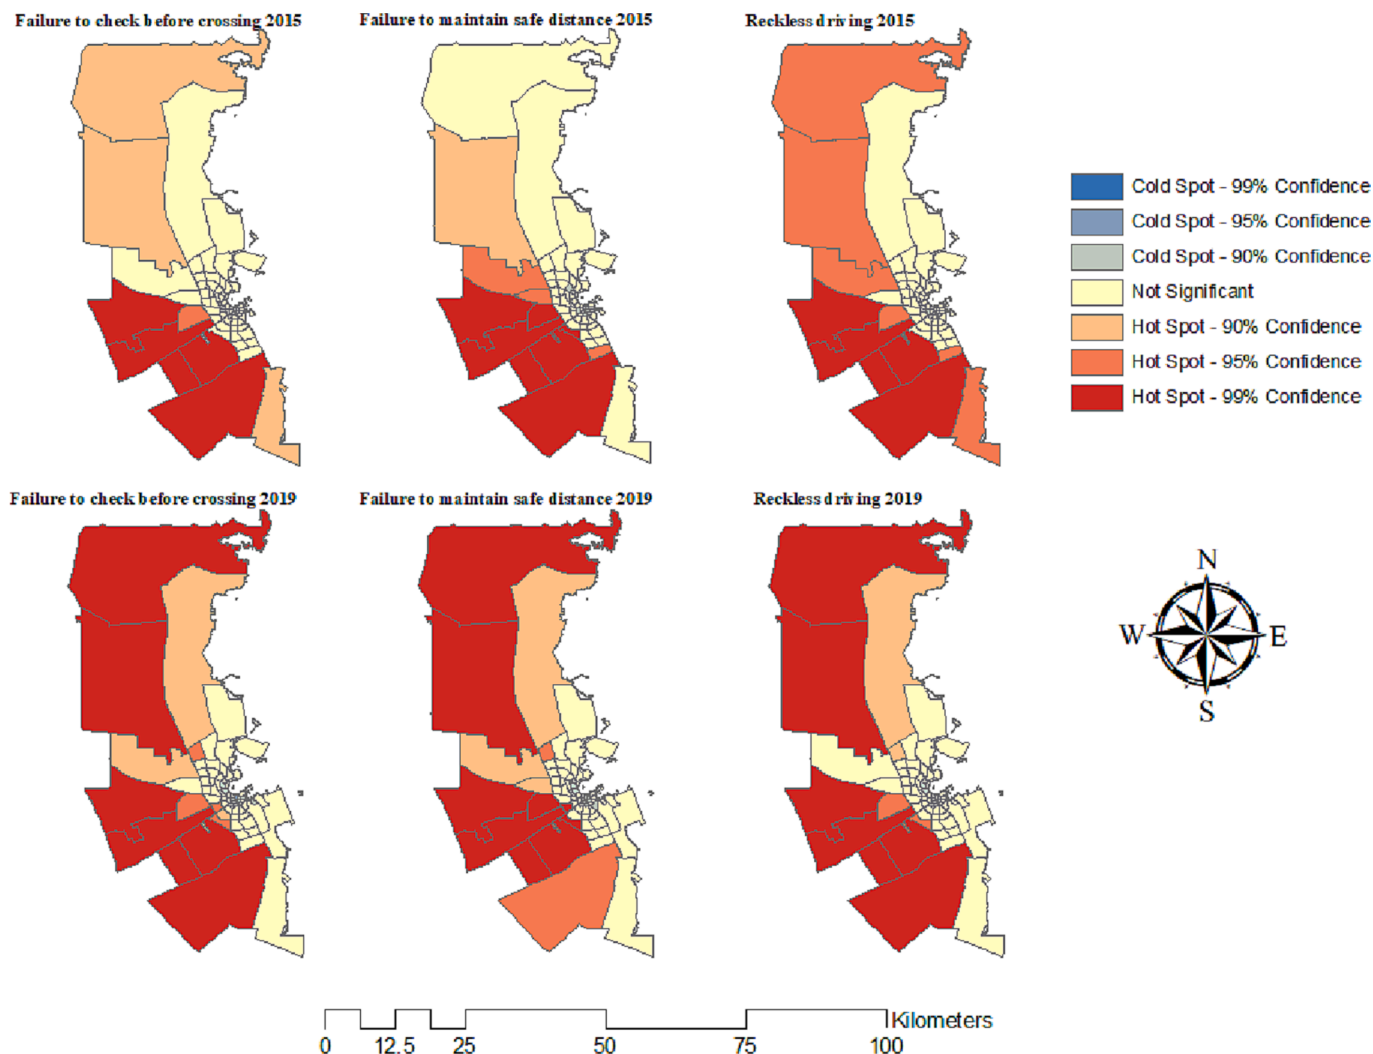 Failure to check before crossing 2015
Failure to maintain safe distance 2015
Reckless driving 2015
Cold Spot - 99% Confidence
Cold Spot - 95% Confidence
Cold Spot - 90% Confidence
Not Significant
Hot Spot - 90% Confidence
Hot Spot - 95% Confidence
Hot Spot - 99% Confidence
Failure to check before crossing 2019
Failure to maintain safe distance 2019
Reckless driving 2019
N
W E
S
Kilometers
0 12.5 25 50 75 100